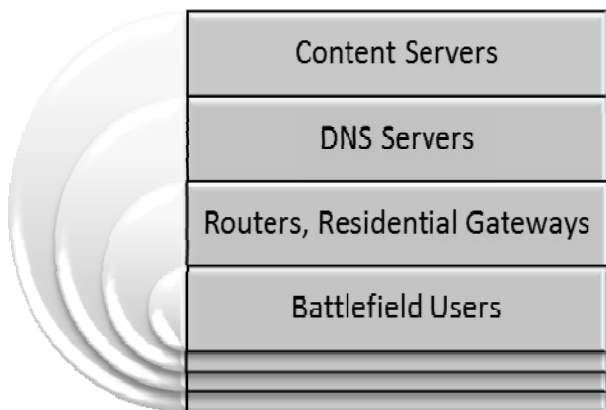 Content Servers
DNS Servers
Routers, Residential Gateways
Battlefield Users